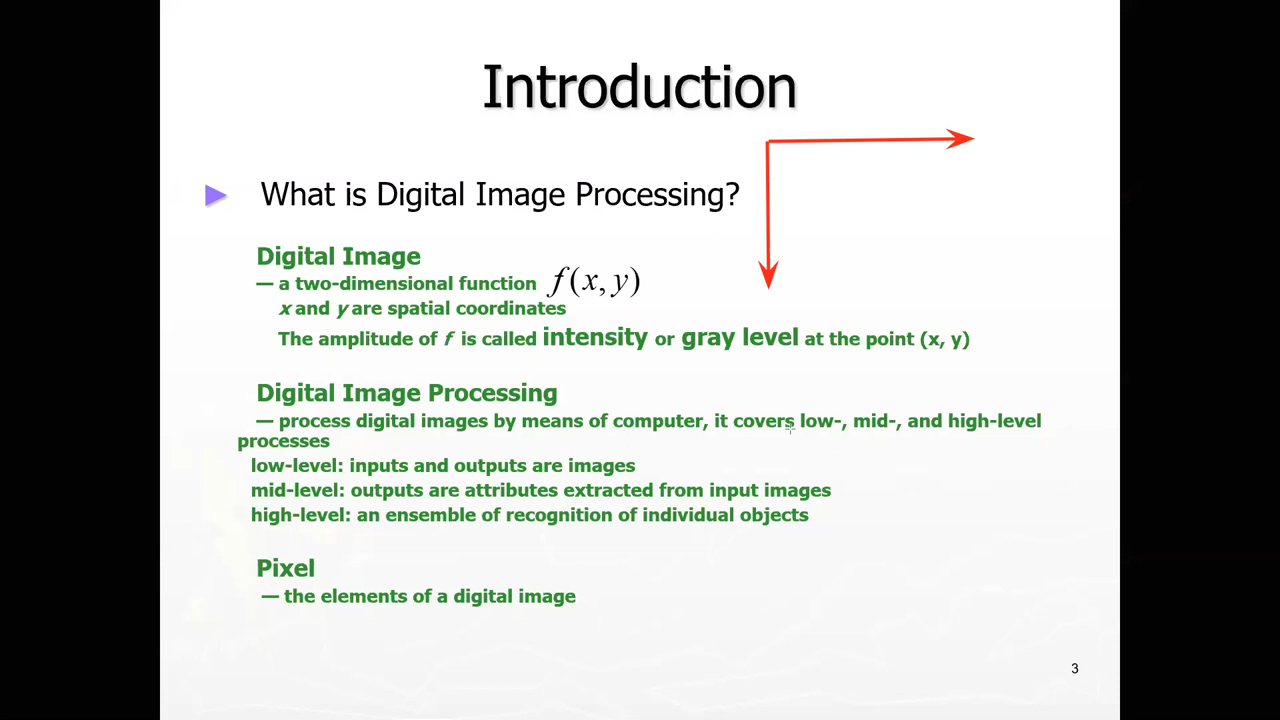 Introduction
What is Digital Image Processing?
Digital Image
— a two-dimensional function f(x, y)
x and y are spatial coordinates
The amplitude of f is called intensity or gray level at the point (x, y)
Digital Image Processing
— process digital images by means of computer, it covers low-, mid-, and high-level
processes
low-level: inputs and outputs are images
mid-level: outputs are attributes extracted from input images
high-level: an ensemble of recognition of individual objects
Pixel
— the elements of a digital image
3